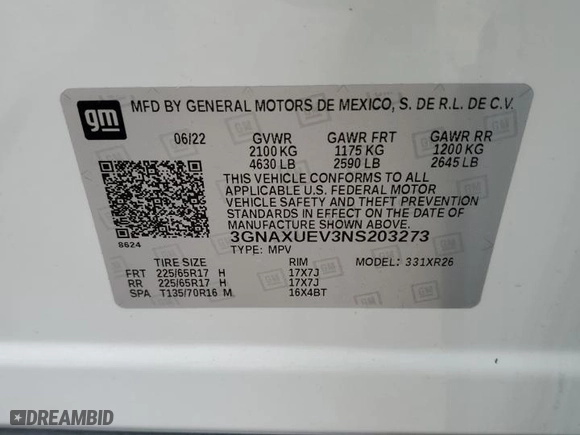 gm MFD BY GENERAL MOTORS DE MEXICO, S. DE R.L. DE C.V.
06/22 GVWR GAWR FRT GAWR RR
2100 KG 1175 KG 1200 KG
4630 LB 2590 LB 2645 LB
THIS VEHICLE CONFORMS TO ALL
APPLICABLE U.S. FEDERAL MOTOR
VEHICLE SAFETY AND THEFT PREVENTION
STANDARDS IN EFFECT ON THE DATE OF
MANUFACTURE SHOWN ABOVE.
8624 3GNAXUEV3NS203273
TYPE: MPV
TIRE SIZE RIM MODEL: 331XR26
FRT 225/65R17 H 17X7J
RR 225/65R17 H 17X7J
SPA T135/70R16 M 16X4BT
DREAMBID